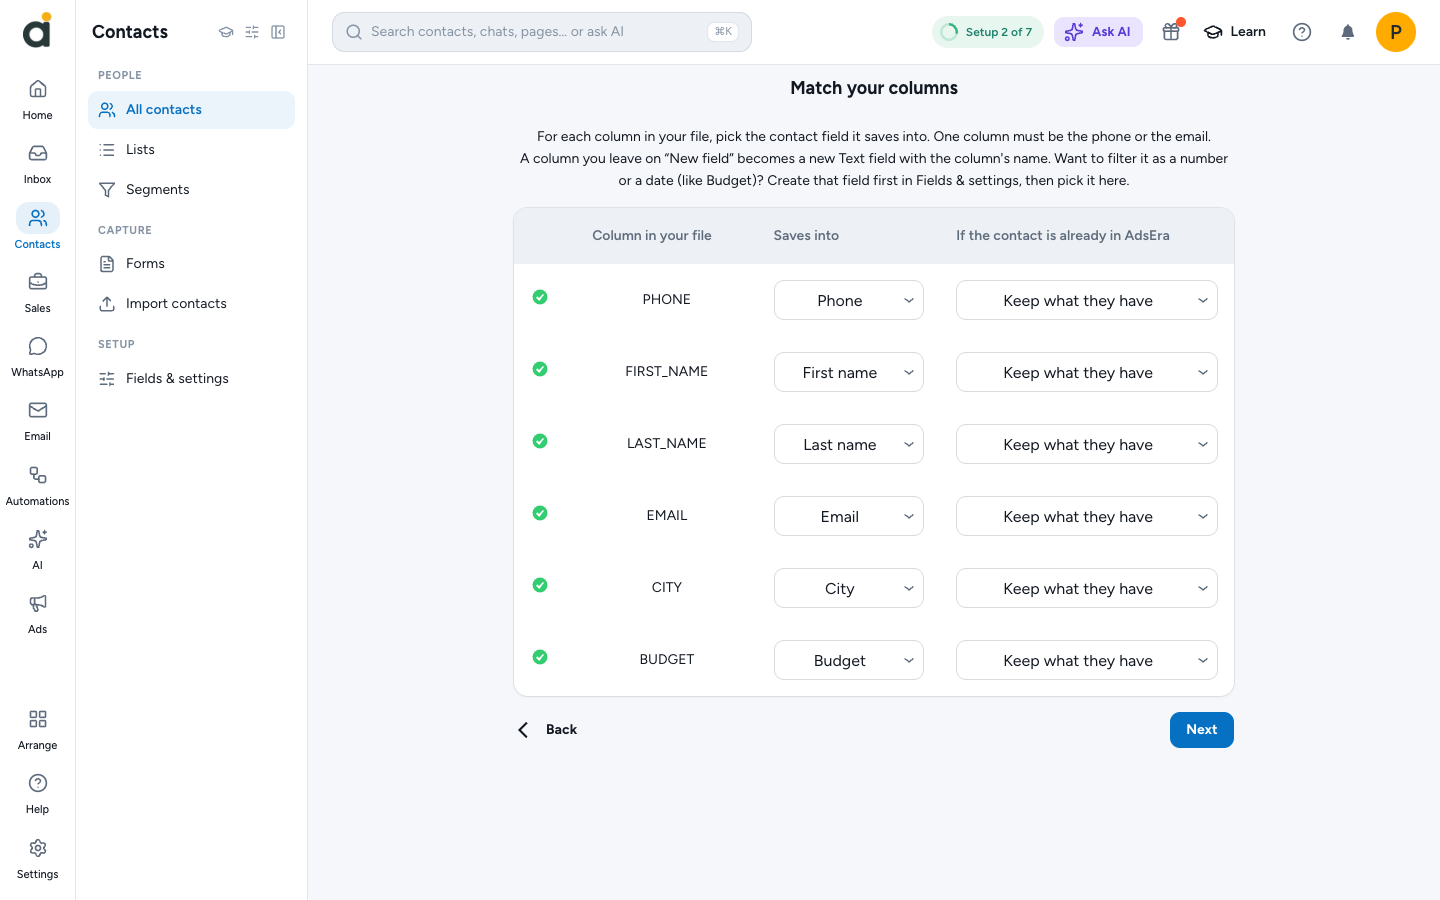 Contacts
Search contacts, chats, pages... or ask AI
⌘K
Setup 2 of 7
Ask AI
Learn
P
Home
Inbox
Contacts
Sales
WhatsApp
Email
Automations
AI
Ads
Arrange
Help
Settings
PEOPLE
All contacts
Lists
Segments
CAPTURE
Forms
Import contacts
SETUP
Fields & settings
Match your columns
For each column in your file, pick the contact field it saves into. One column must be the phone or the email.
A column you leave on “New field” becomes a new Text field with the column's name. Want to filter it as a number
or a date (like Budget)? Create that field first in Fields & settings, then pick it here.
Column in your file Saves into If the contact is already in AdsEra
PHONE Phone Keep what they have
FIRST_NAME First name Keep what they have
LAST_NAME Last name Keep what they have
EMAIL Email Keep what they have
CITY City Keep what they have
BUDGET Budget Keep what they have
Back
Next